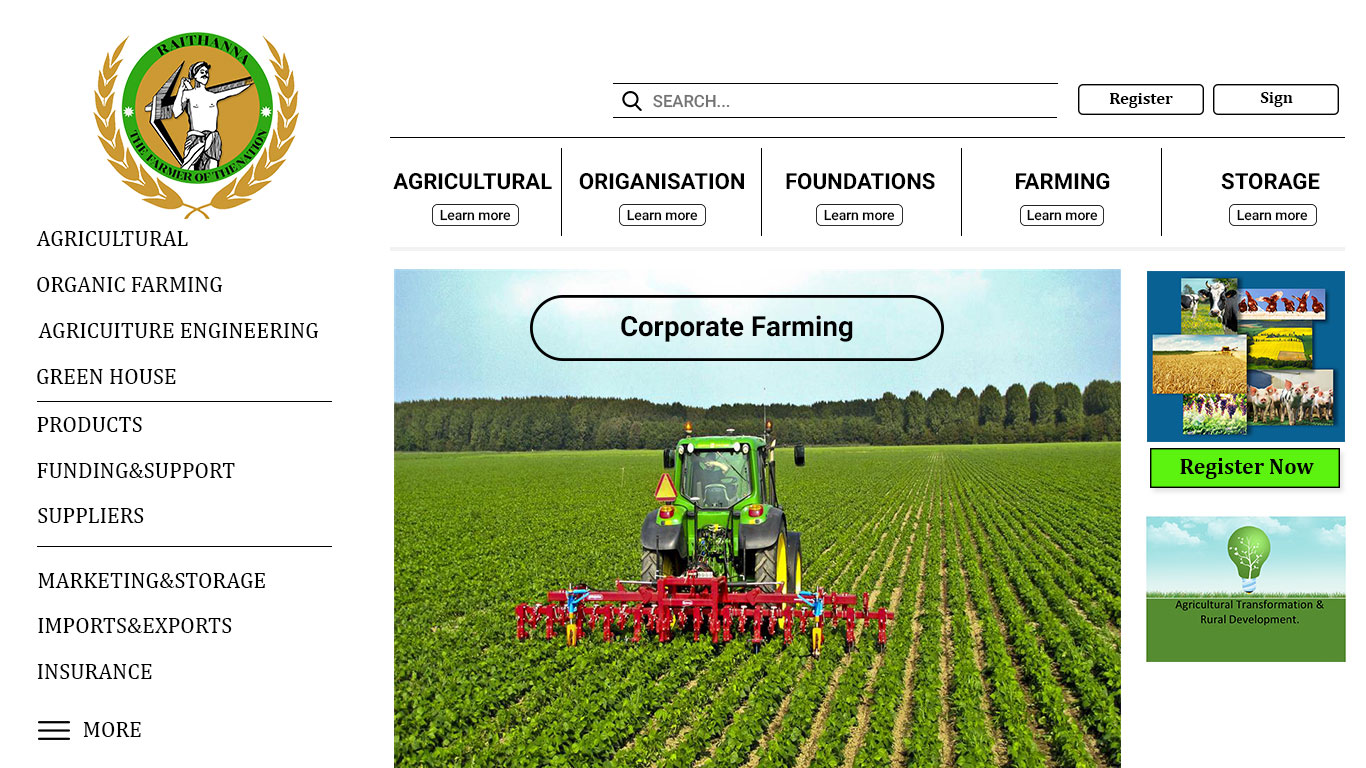 RAITHANNA
THE FARMER OF THE NATION
SEARCH...
Register
Sign
AGRICULTURAL
Learn more
ORIGANISATION
Learn more
FOUNDATIONS
Learn more
FARMING
Learn more
STORAGE
Learn more
AGRICULTURAL
ORGANIC FARMING
AGRICUITURE ENGINEERING
GREEN HOUSE
PRODUCTS
FUNDING&SUPPORT
SUPPLIERS
MARKETING&STORAGE
IMPORTS&EXPORTS
INSURANCE
MORE
Corporate Farming
Register Now
Agricultural Transformation &
Rural Development.